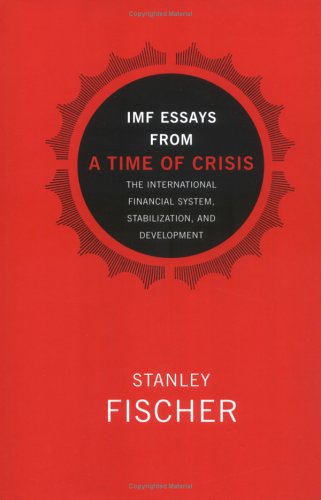 IMF ESSAYS
FROM
A TIME OF CRISIS
THE INTERNATIONAL
FINANCIAL SYSTEM,
STABILIZATION, AND
DEVELOPMENT
STANLEY
FISCHER